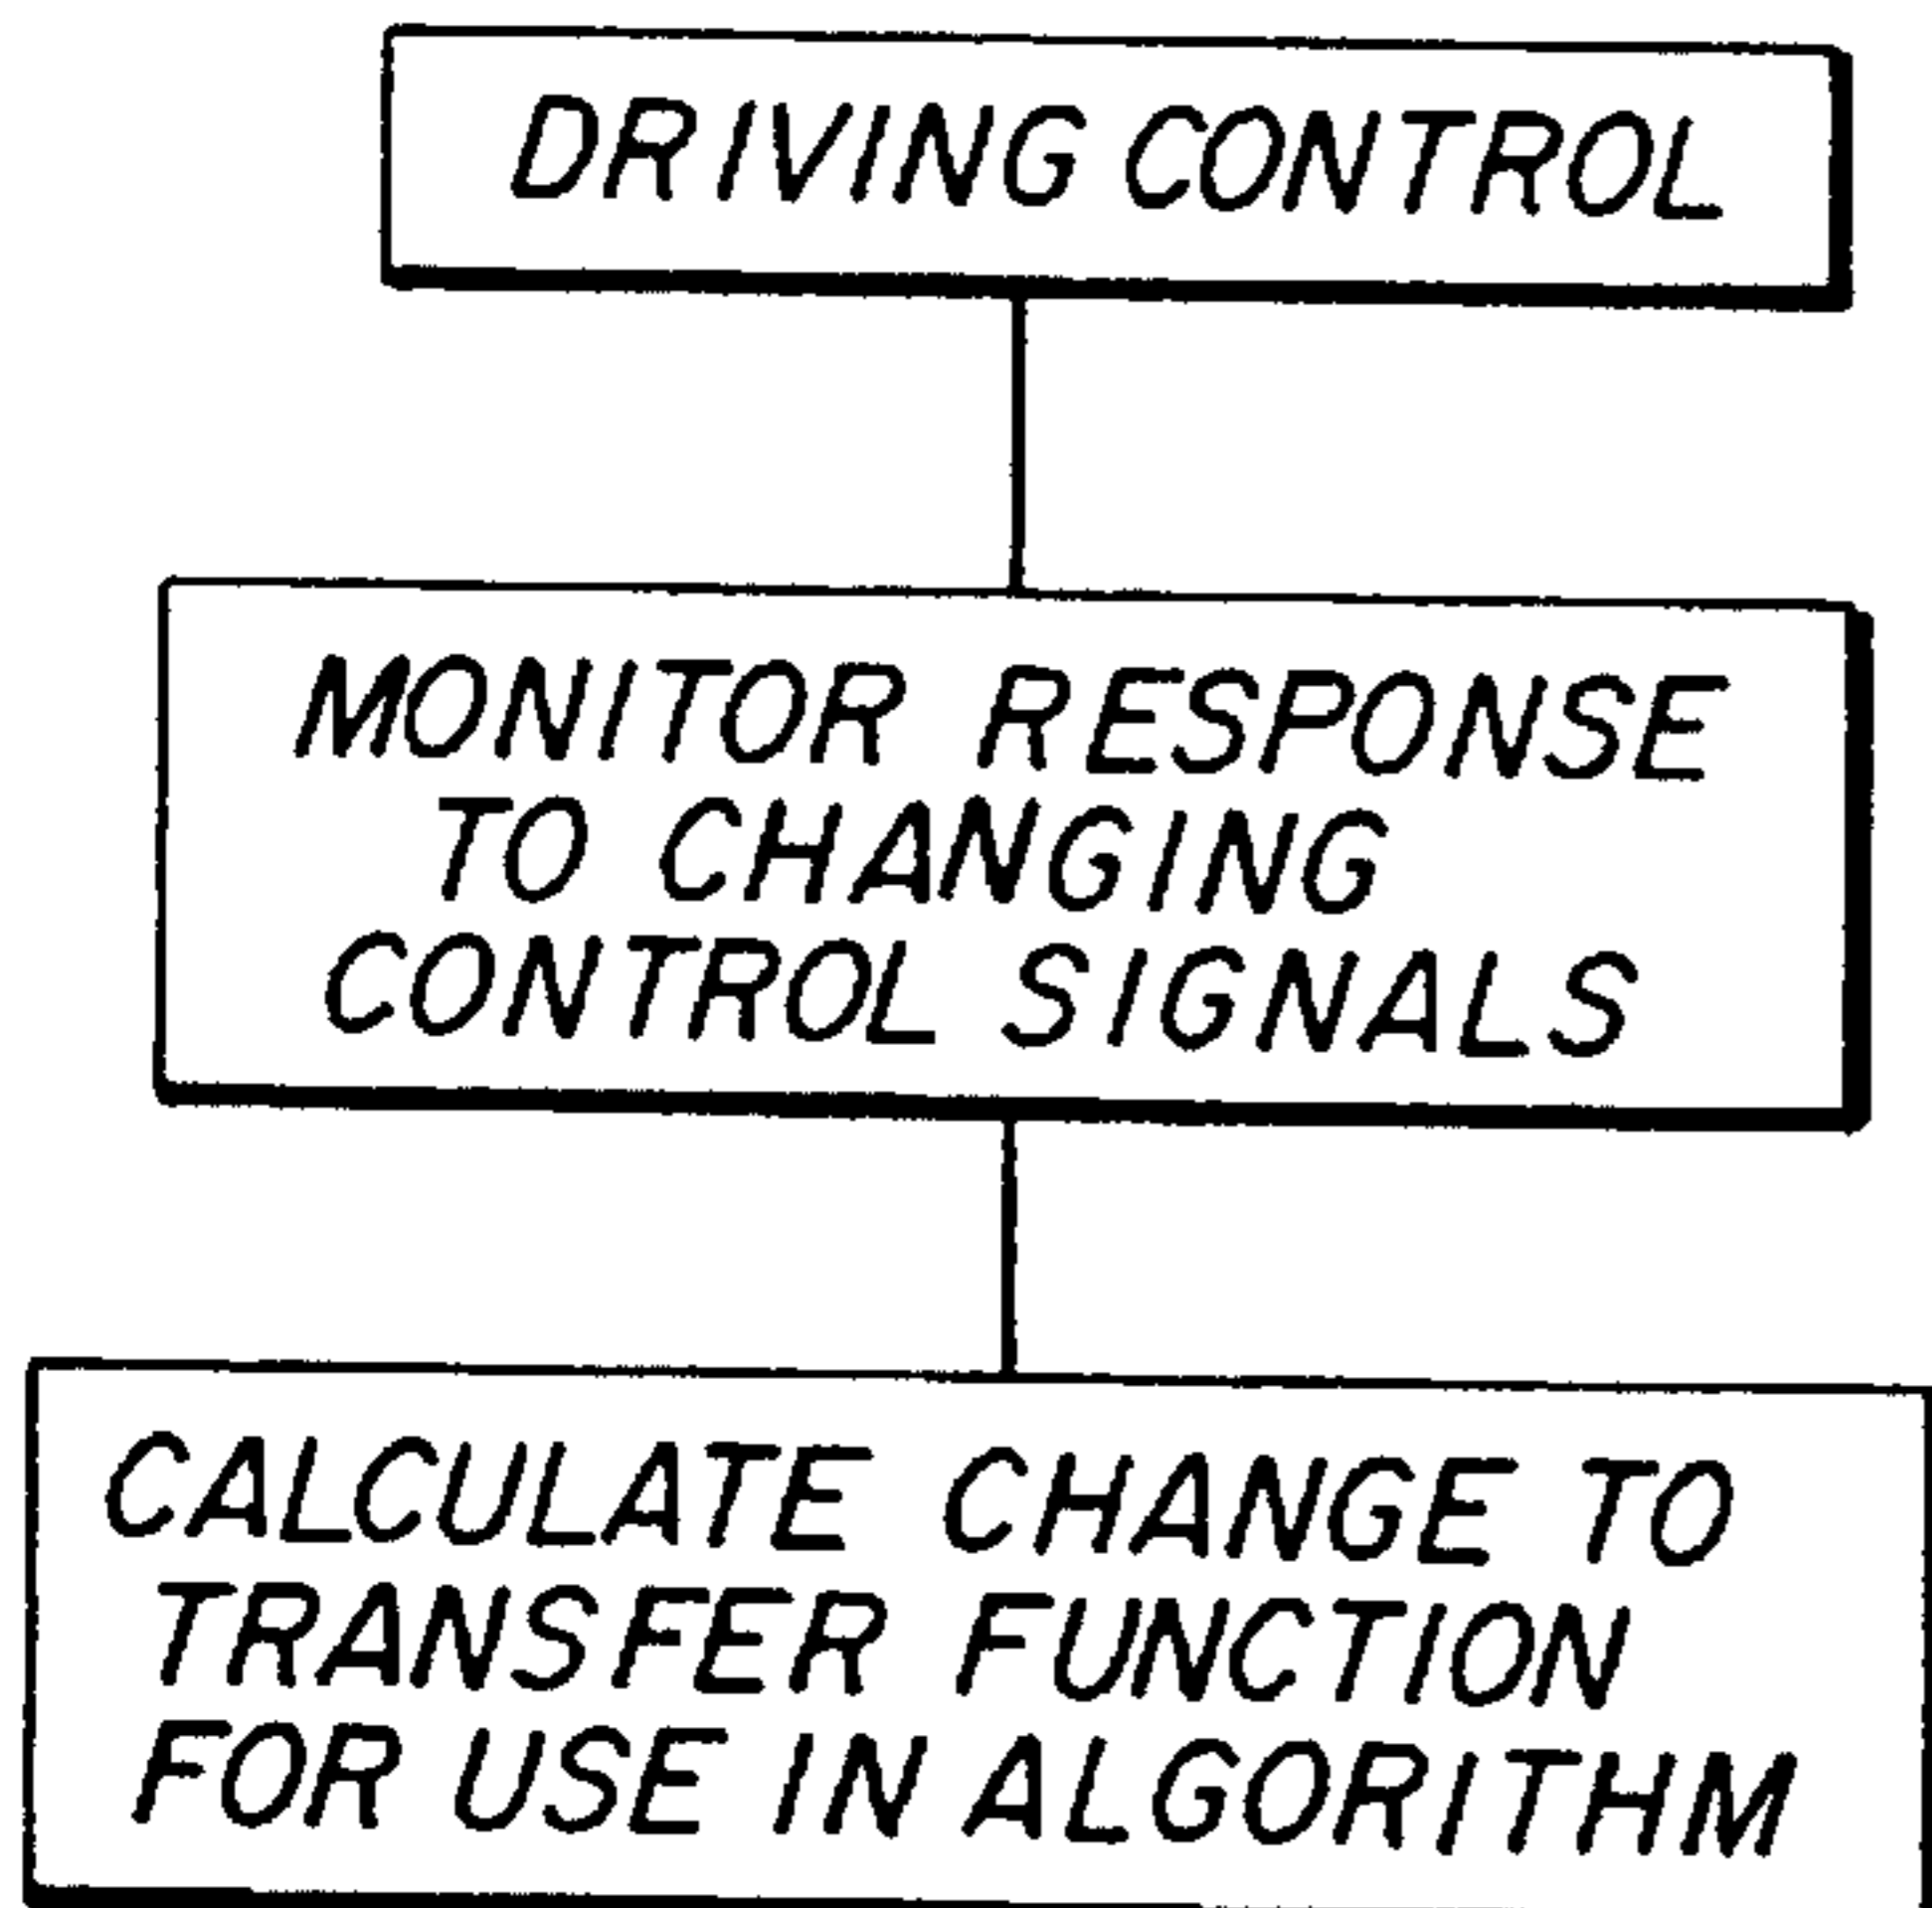 DRIVING CONTROL
MONITOR RESPONSE
TO CHANGING
CONTROL SIGNALS
CALCULATE CHANGE TO
TRANSFER FUNCTION
FOR USE IN ALGORITHM